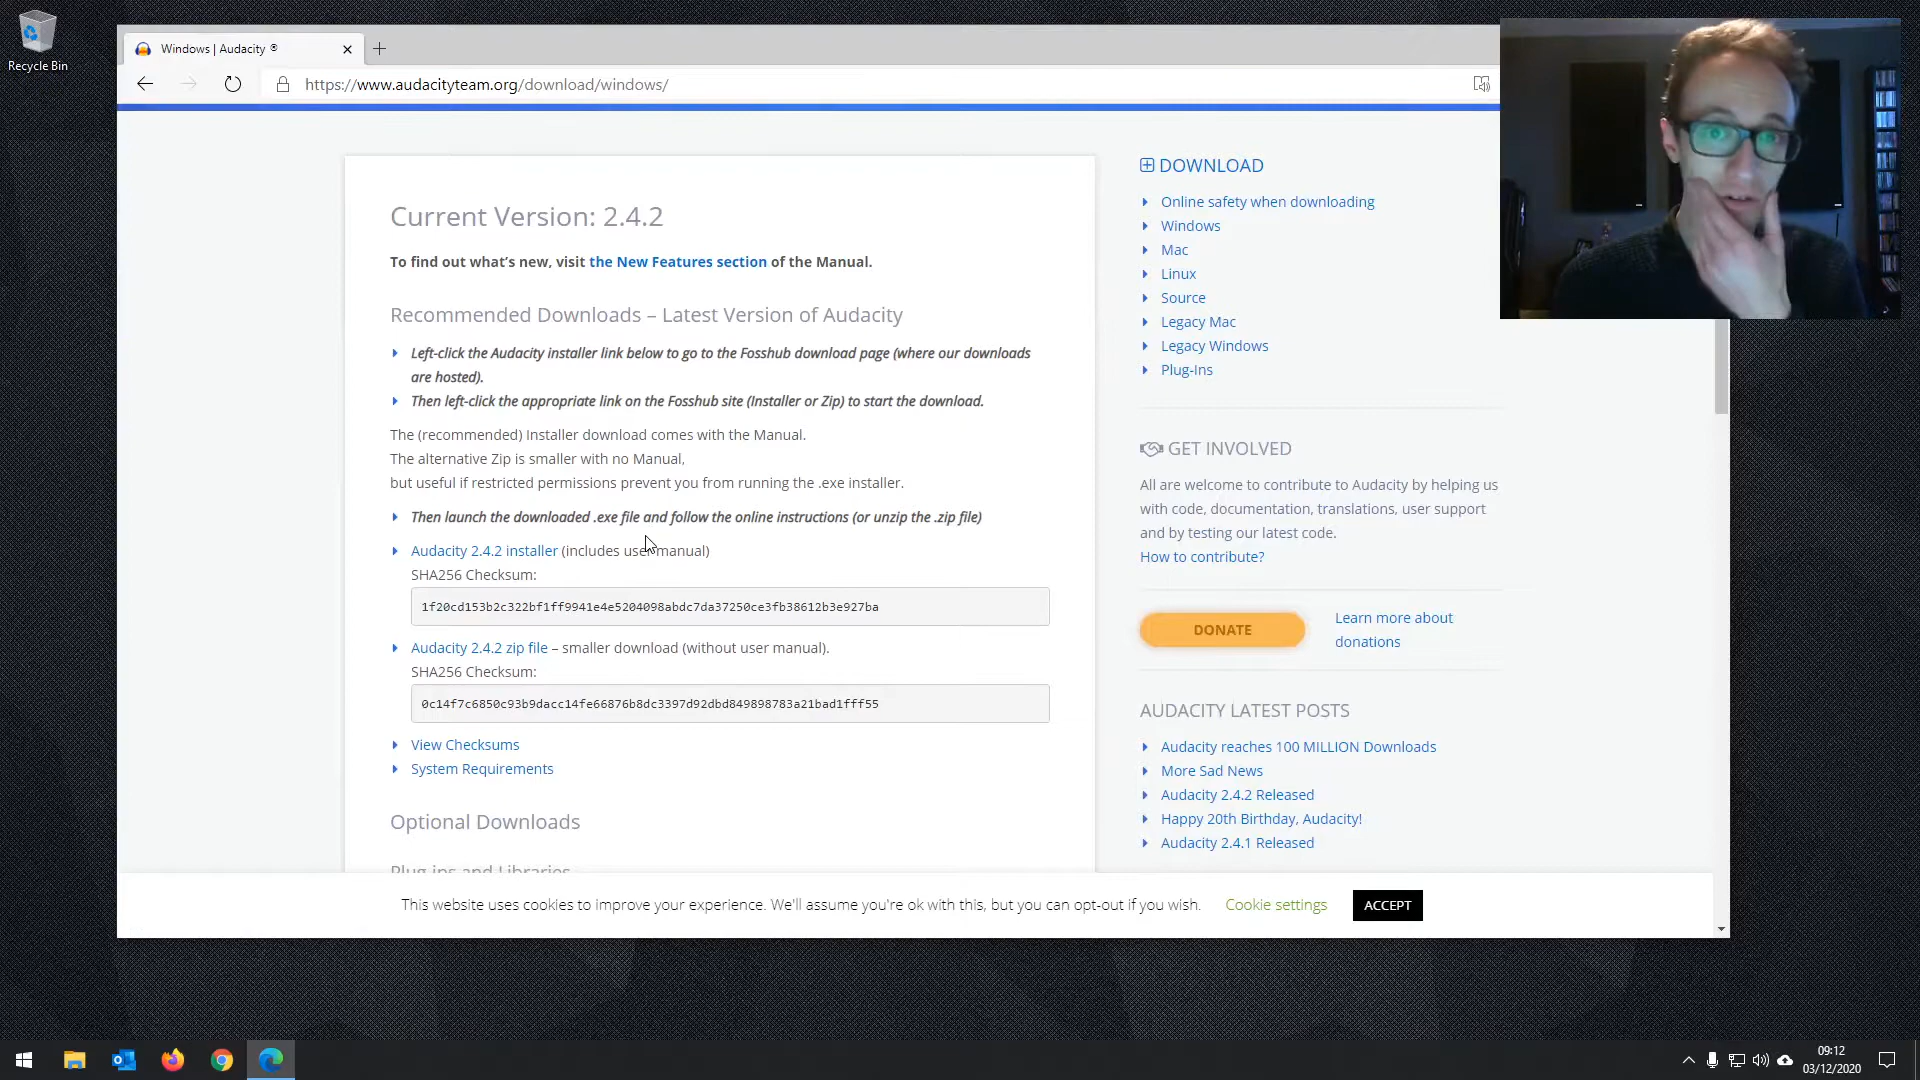 Recycle Bin
Windows | Audacity ®
https://www.audacityteam.org/download/windows/
Current Version: 2.4.2
To find out what's new, visit the New Features section of the Manual.
Recommended Downloads – Latest Version of Audacity
Left-click the Audacity installer link below to go to the Fosshub download page (where our downloads
are hosted).
Then left-click the appropriate link on the Fosshub site (Installer or Zip) to start the download.
The (recommended) Installer download comes with the Manual.
The alternative Zip is smaller with no Manual,
but useful if restricted permissions prevent you from running the .exe installer.
Then launch the downloaded .exe file and follow the online instructions (or unzip the .zip file)
Audacity 2.4.2 installer (includes user manual)
SHA256 Checksum:
1f20cd153b2c322bf1ff9941e4e5204098abdc7da37250ce3fb38612b3e927ba
Audacity 2.4.2 zip file – smaller download (without user manual).
SHA256 Checksum:
0c14f7c6850c93b9dacc14fe66876b8dc3397d92dbd849898783a21bad1fff55
View Checksums
System Requirements
Optional Downloads
Plug-ins and Libraries
DOWNLOAD
Online safety when downloading
Windows
Mac
Linux
Source
Legacy Mac
Legacy Windows
Plug-Ins
GET INVOLVED
All are welcome to contribute to Audacity by helping us
with code, documentation, translations, user support
and by testing our latest code.
How to contribute?
DONATE
Learn more about
donations
AUDACITY LATEST POSTS
Audacity reaches 100 MILLION Downloads
More Sad News
Audacity 2.4.2 Released
Happy 20th Birthday, Audacity!
Audacity 2.4.1 Released
This website uses cookies to improve your experience. We'll assume you're ok with this, but you can opt-out if you wish. Cookie settings ACCEPT
09:12
03/12/2020